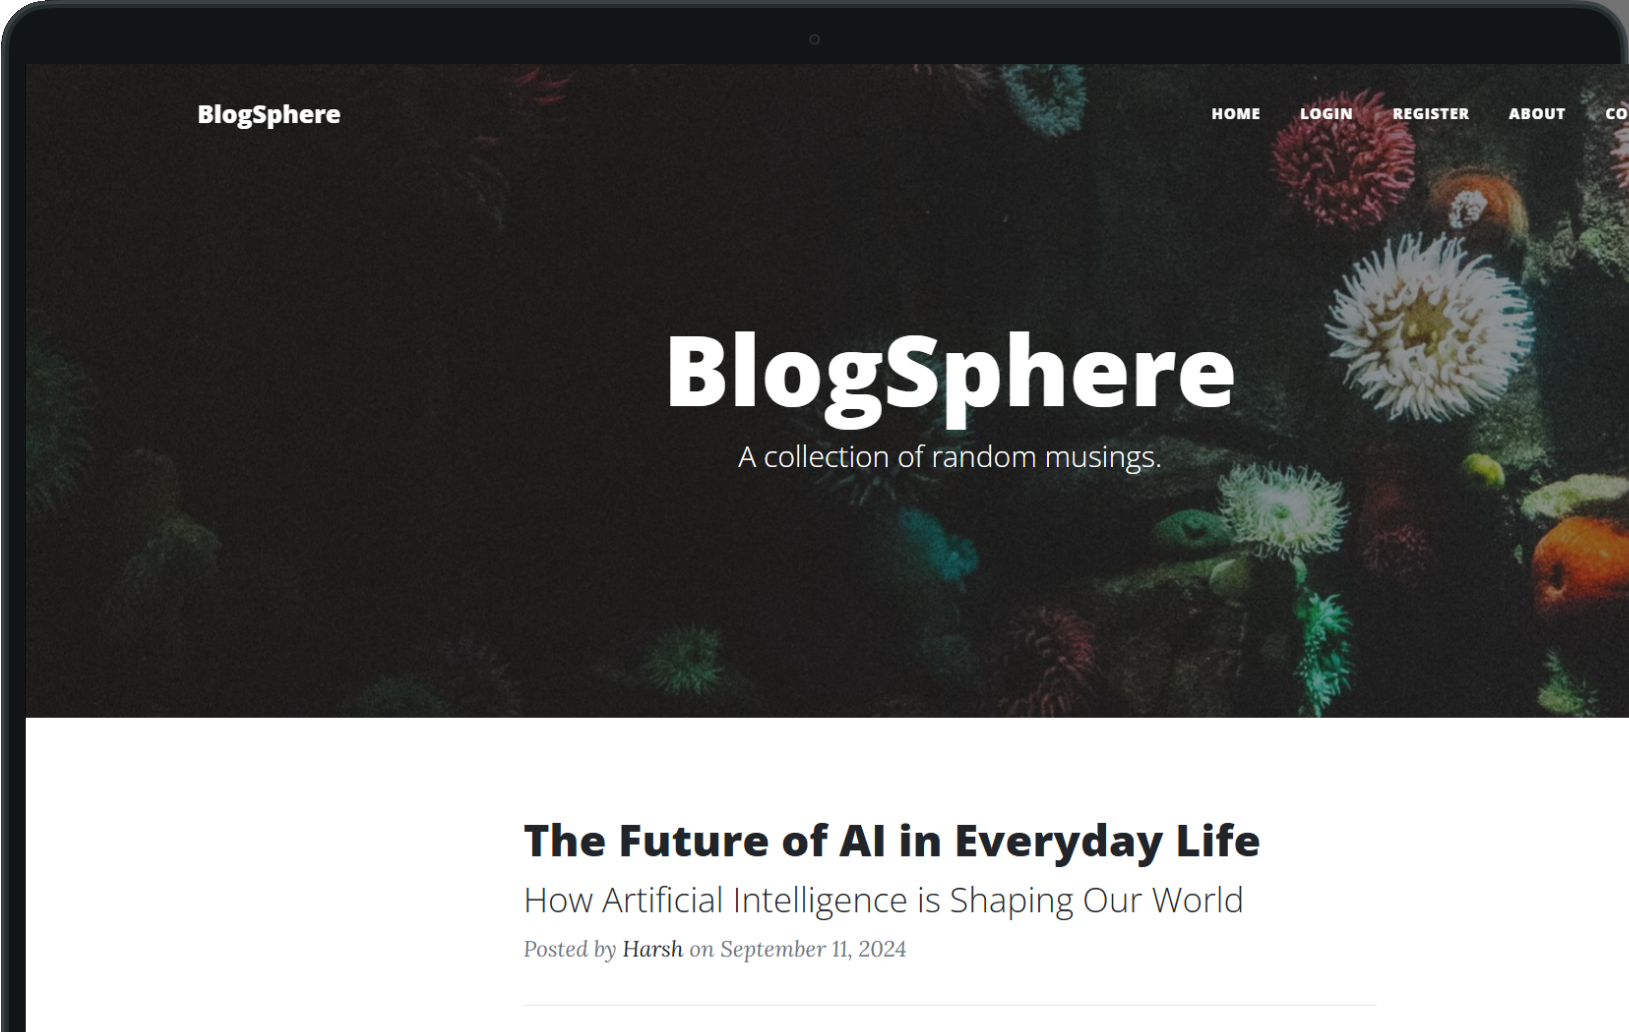 BlogSphere
HOME LOGIN REGISTER ABOUT CO
BlogSphere
A collection of random musings.
The Future of AI in Everyday Life
How Artificial Intelligence is Shaping Our World
Posted by Harsh on September 11, 2024